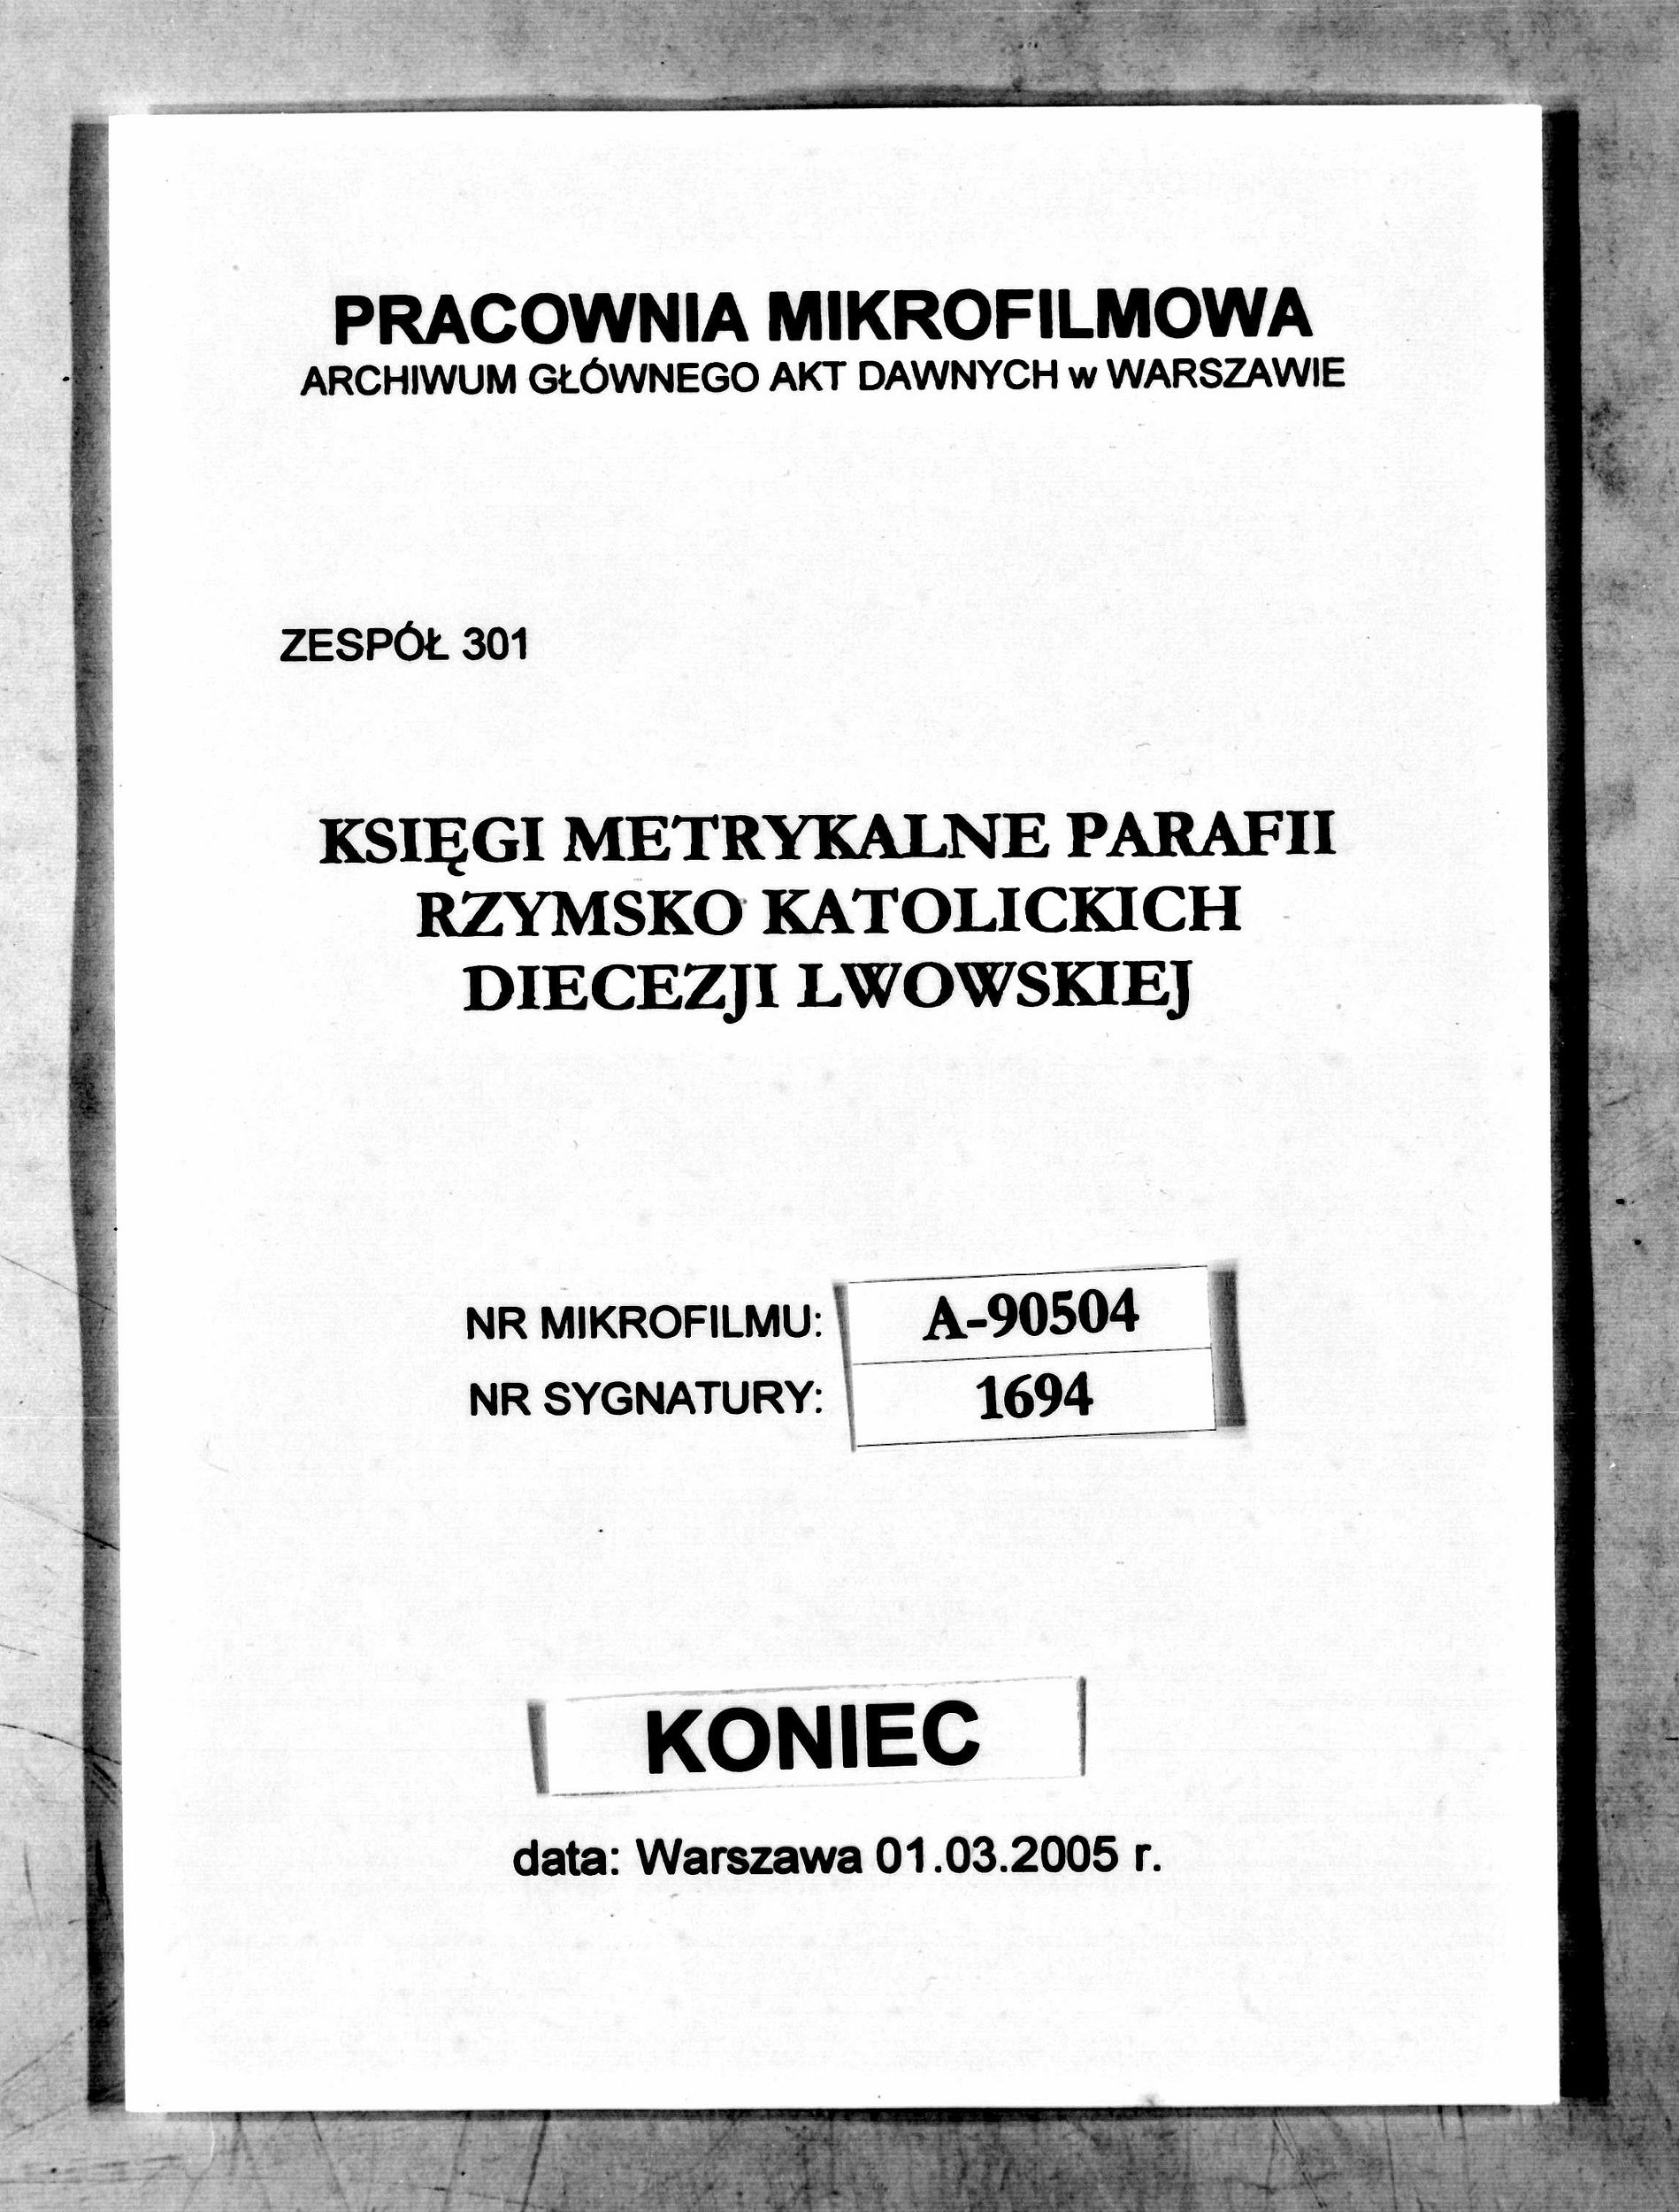 PRACOWNIA MIKROFILMOWA
ARCHIWUM GŁÓWNEGO AKT DAWNYCH w WARSZAWIE
ZESPÓŁ 301
KSIĘGI METRYKALNE PARAFII
RZYMSKO KATOLICKICH
DIECEZJI LWOWSKIEJ
NR MIKROFILMU: A-90504
NR SYGNATURY: 1694
KONIEC
data: Warszawa 01.03.2005 r.